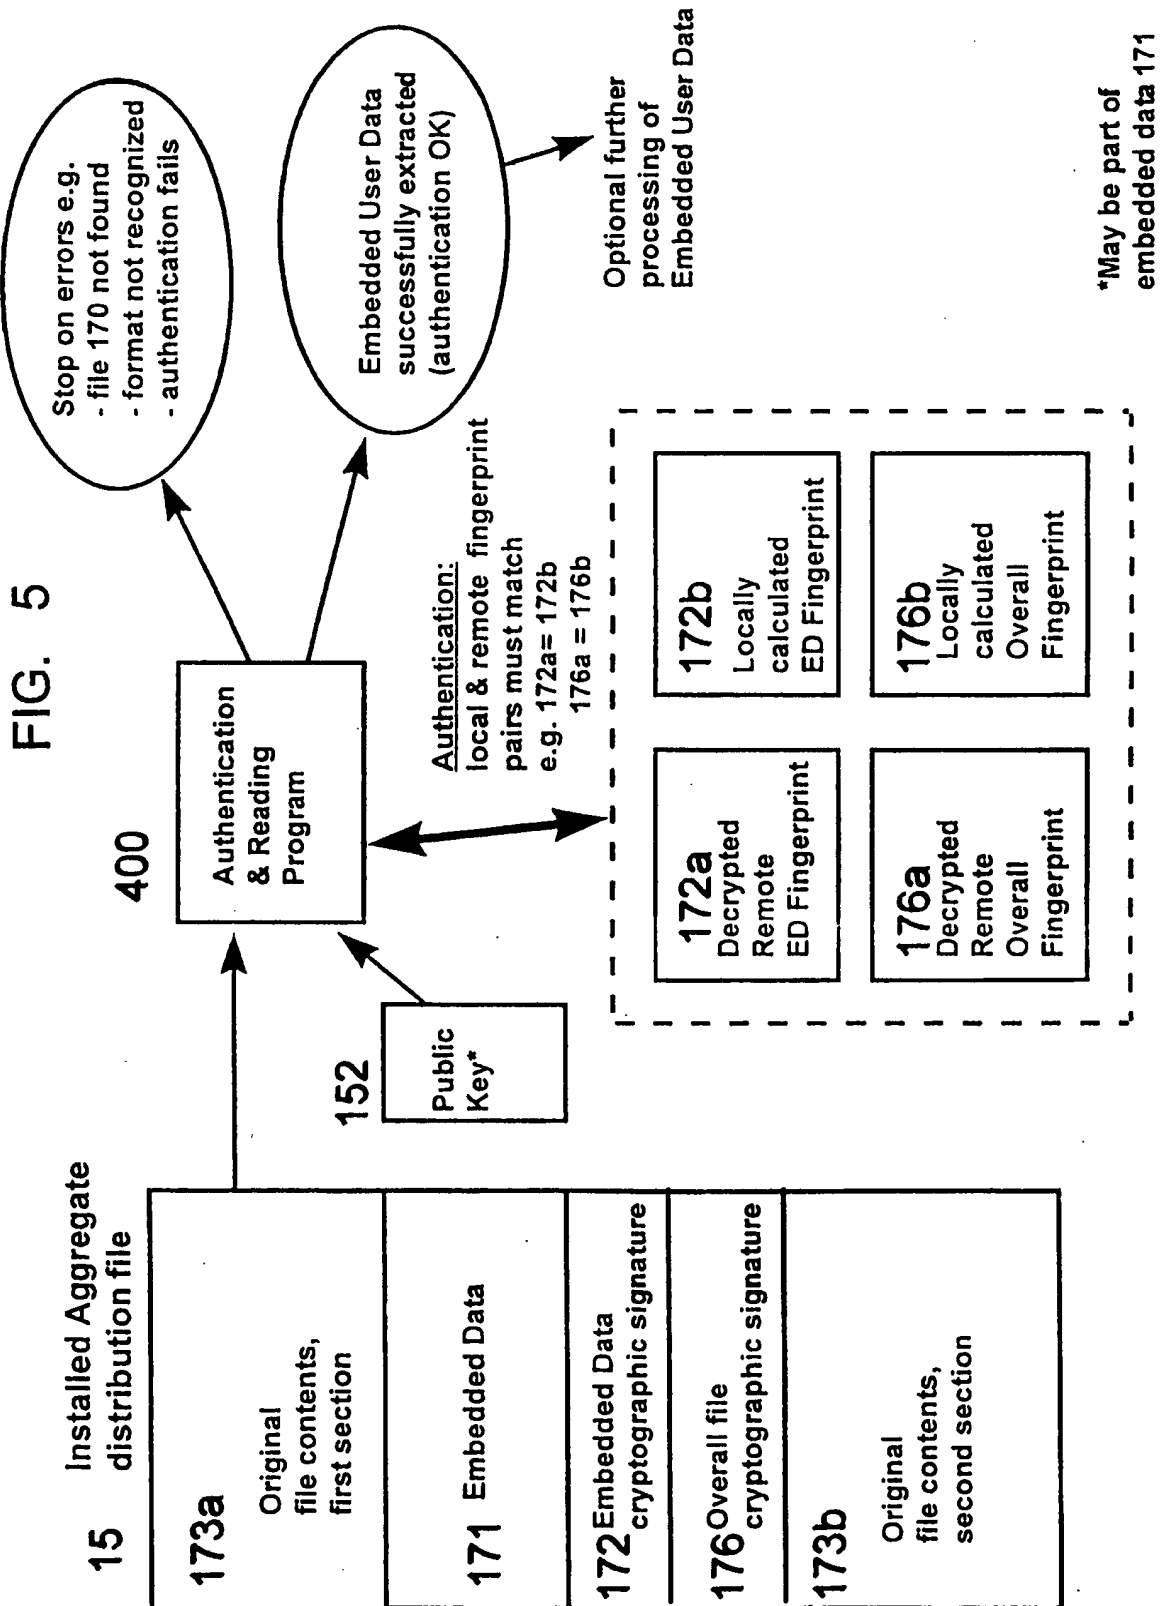 FIG. 5
15 Installed Aggregate
distribution file
173a
Original
file contents,
first section
171 Embedded Data
172 Embedded Data
cryptographic signature
176 Overall file
cryptographic signature
173b
Original
file contents,
second section
152
Public
Key*
400
Authentication
& Reading
Program
Stop on errors e.g.
- file 170 not found
- format not recognized
- authentication fails
Embedded User Data
successfully extracted
(authentication OK)
Optional further
processing of
Embedded User Data
Authentication:
local & remote fingerprint
pairs must match
e.g. 172a= 172b
176a = 176b
172a
Decrypted
Remote
ED Fingerprint
172b
Locally
calculated
ED Fingerprint
176a
Decrypted
Remote
Overall
Fingerprint
176b
Locally
calculated
Overall
Fingerprint
*May be part of
embedded data 171